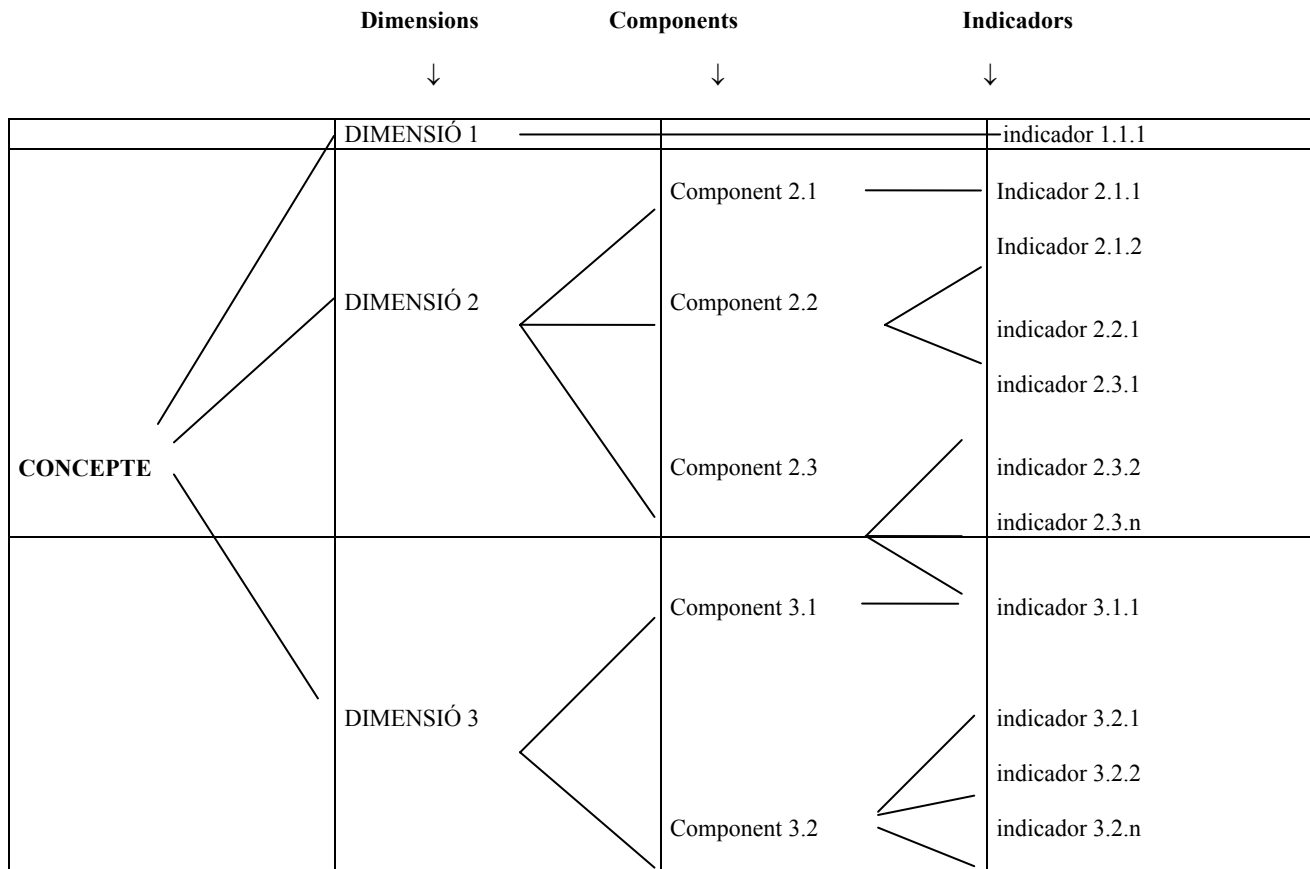 Dimensions Components Indicadors
↓ ↓ ↓
DIMENSIÓ 1 indicador 1.1.1
Component 2.1 Indicador 2.1.1
Indicador 2.1.2
DIMENSIÓ 2 Component 2.2
indicador 2.2.1
indicador 2.3.1
CONCEPTE Component 2.3 indicador 2.3.2
indicador 2.3.n
Component 3.1 indicador 3.1.1
DIMENSIÓ 3 indicador 3.2.1
indicador 3.2.2
Component 3.2 indicador 3.2.n